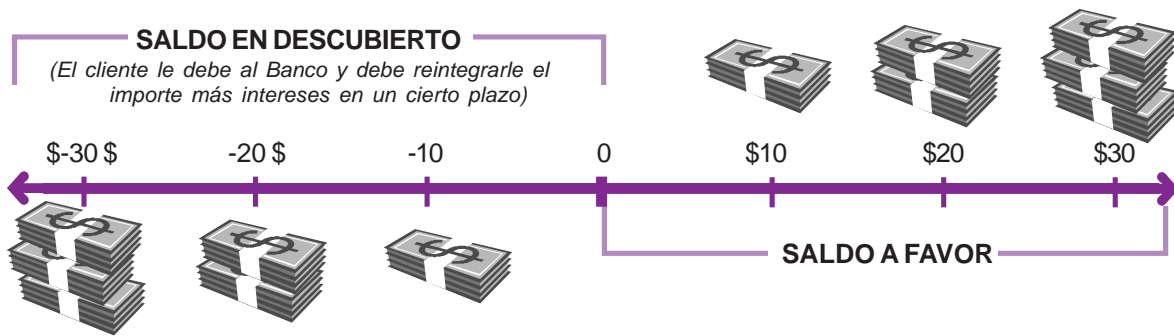 SALDO EN DESCUBIERTO
(El cliente le debe al Banco y debe reintegrarle el
importe más intereses en un cierto plazo)
$-30 $ -20 $ -10 0 $10 $20 $30
SALDO A FAVOR